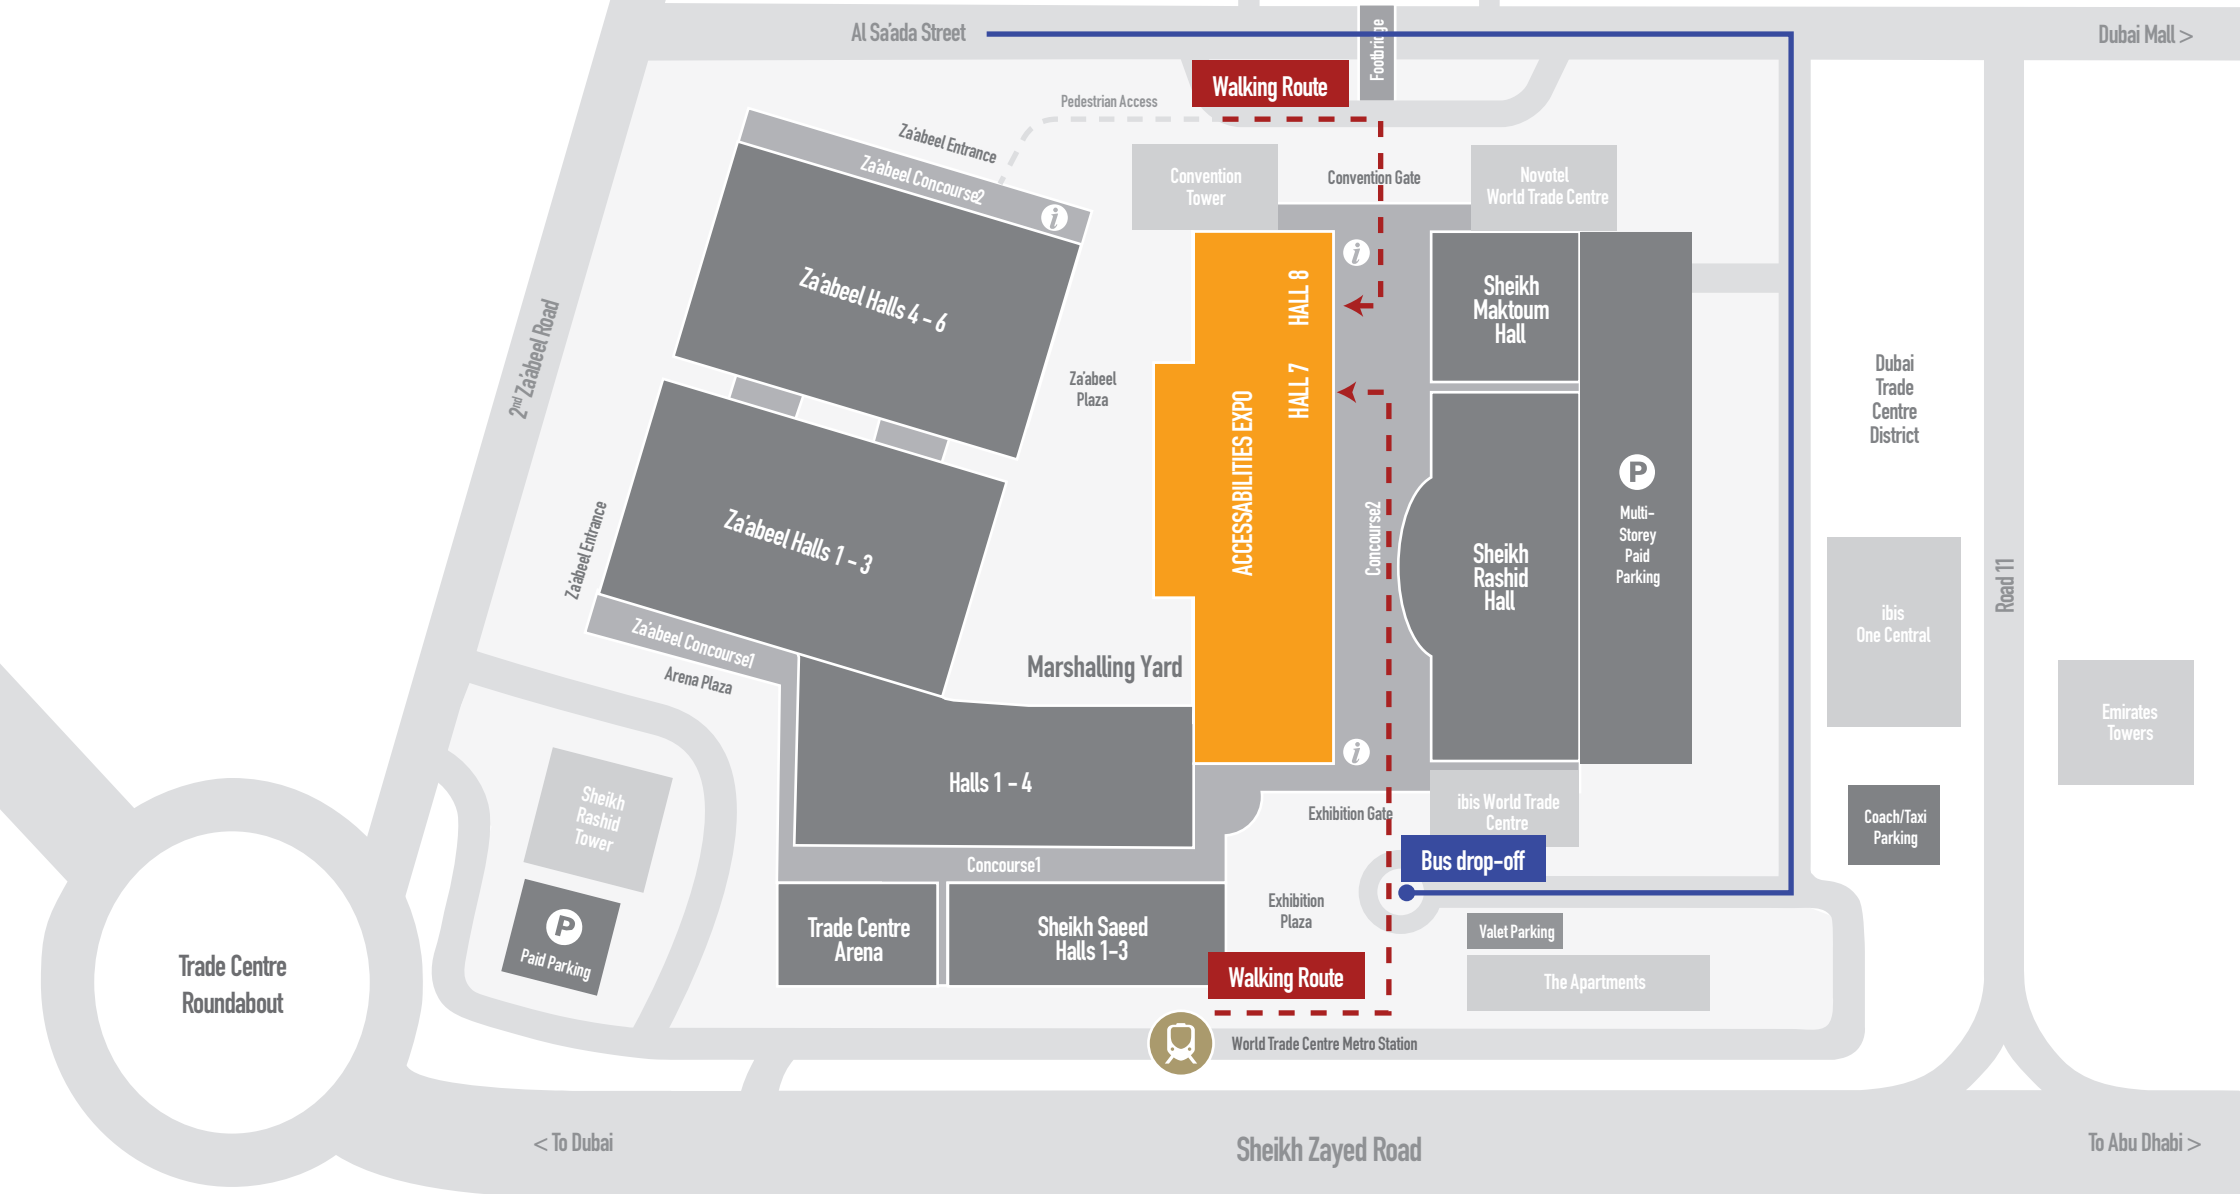 Al Sa'ada Street
Footbridge
Dubai Mall >
Walking Route
Pedestrian Access
Za'abeel Entrance
Za'abeel Concourse2
i
Convention
Tower
Convention Gate
Novotel
World Trade Centre
Za'abeel Halls 4 – 6
i
HALL 8
Sheikh
Maktoum
Hall
2nd Za'abeel Road
Za'abeel
Plaza
HALL 7
ACCESSABILITIES EXPO
Dubai
Trade
Centre
District
P
Multi-
Storey
Paid
Parking
Za'abeel Halls 1 – 3
Za'abeel Entrance
Concourse2
Sheikh
Rashid
Hall
Road 11
ibis
One Central
Za'abeel Concourse1
Arena Plaza
Marshalling Yard
Emirates
Towers
i
Halls 1 – 4
Sheikh
Rashid
Tower
Exhibition Gate
ibis World Trade
Centre
Coach/Taxi
Parking
Concourse1
Bus drop-off
Trade Centre
Arena
Sheikh Saeed
Halls 1-3
Exhibition
Plaza
Valet Parking
P
Paid Parking
Trade Centre
Roundabout
Walking Route
The Apartments
World Trade Centre Metro Station
< To Dubai
Sheikh Zayed Road
To Abu Dhabi >